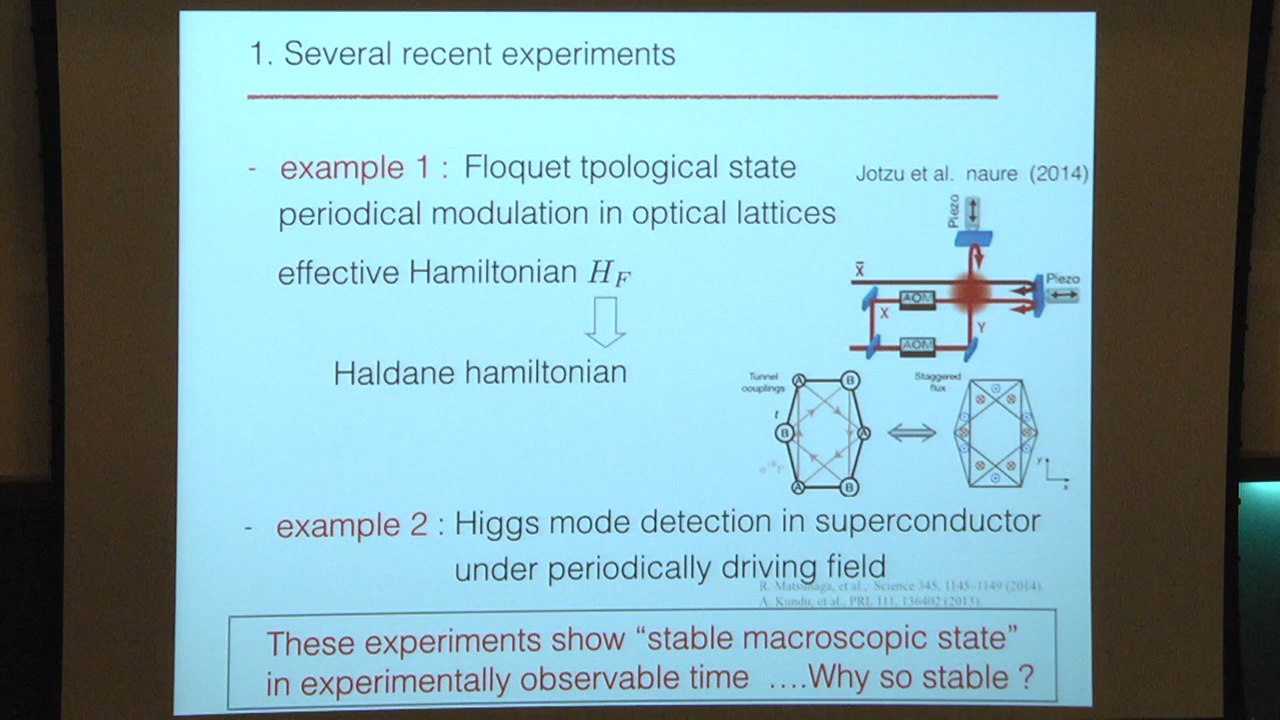 1. Several recent experiments
- example 1 : Floquet tpological state
periodical modulation in optical lattices
effective Hamiltonian H_F
Haldane hamiltonian
Jotzu et al. naure (2014)
Piezo
X̄
Piezo
AOM
X
Y
AOM
Tunnel
couplings
A
B
t
B
A
A
B
Staggered
flux
y
x
- example 2 : Higgs mode detection in superconductor
under periodically driving field
R. Matsunaga, et al., Science 345, 1145-1149 (2014).
A. Kundu, et al., PRL 111, 136402 (2013).
These experiments show “stable macroscopic state”
in experimentally observable time ....Why so stable ?